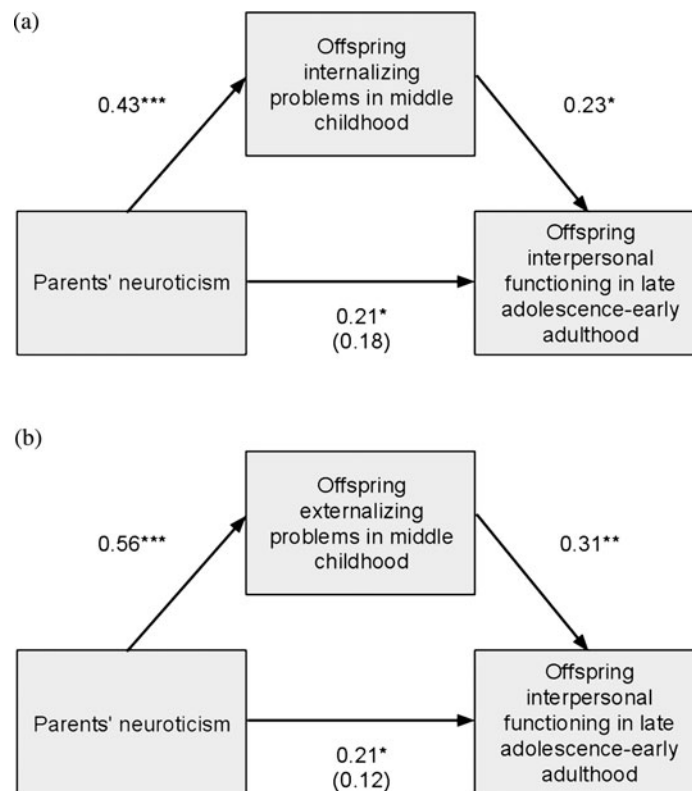 (a)
Offspring
internalizing
problems in middle
childhood
0.43***
0.23*
Parents' neuroticism
Offspring
interpersonal
functioning in late
adolescence-early
adulthood
0.21*
(0.18)
(b)
Offspring
externalizing
problems in middle
childhood
0.56***
0.31**
Parents' neuroticism
Offspring
interpersonal
functioning in late
adolescence-early
adulthood
0.21*
(0.12)